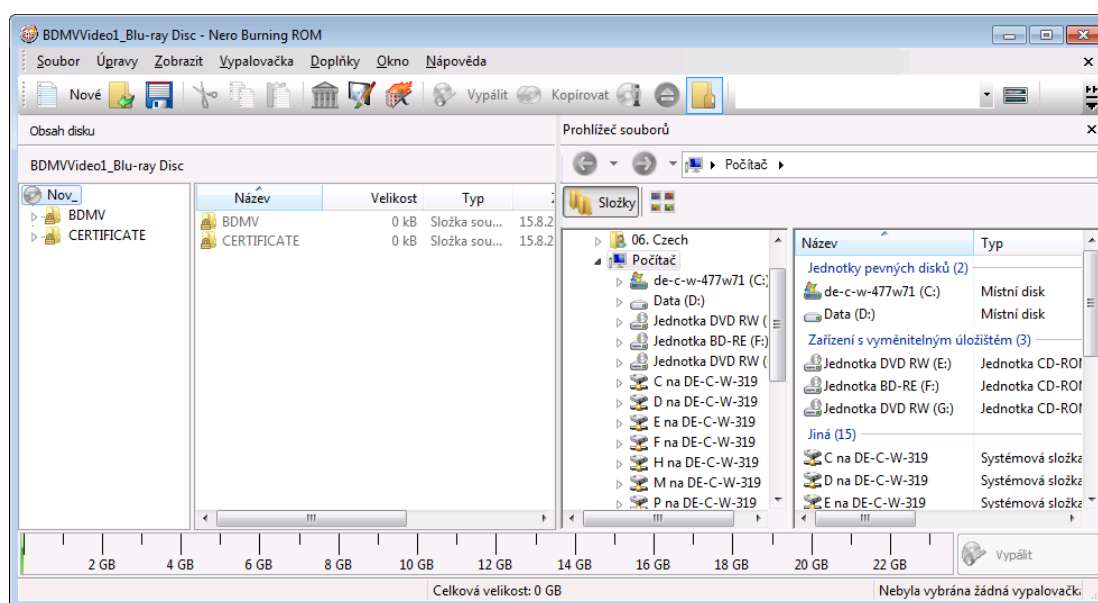 BDMVVideo1_Blu-ray Disc - Nero Burning ROM
Soubor Úpravy Zobrazit Vypalovačka Doplňky Okno Nápověda
Nové Vypálit Kopírovat
Obsah disku
BDMVVideo1_Blu-ray Disc
Nov_
BDMV
CERTIFICATE
Název Velikost Typ
BDMV 0 kB Složka sou... 15.8.2
CERTIFICATE 0 kB Složka sou... 15.8.2
Prohlížeč souborů
Počítač
Složky
06. Czech
Počítač
de-c-w-477w71 (C:)
Data (D:)
Jednotka DVD RW (
Jednotka BD-RE (F:)
Jednotka DVD RW (
C na DE-C-W-319
D na DE-C-W-319
E na DE-C-W-319
F na DE-C-W-319
H na DE-C-W-319
M na DE-C-W-319
P na DE-C-W-319
Název Typ
Jednotky pevných disků (2)
de-c-w-477w71 (C:) Místní disk
Data (D:) Místní disk
Zařízení s vyměnitelným úložištěm (3)
Jednotka DVD RW (E:) Jednotka CD-RO
Jednotka BD-RE (F:) Jednotka CD-RO
Jednotka DVD RW (G:) Jednotka CD-RO
Jiná (15)
C na DE-C-W-319 Systémová složka
D na DE-C-W-319 Systémová složka
E na DE-C-W-319 Systémová složka
2 GB 4 GB 6 GB 8 GB 10 GB 12 GB 14 GB 16 GB 18 GB 20 GB 22 GB
Vypálit
Celková velikost: 0 GB
Nebyla vybrána žádná vypalovačk